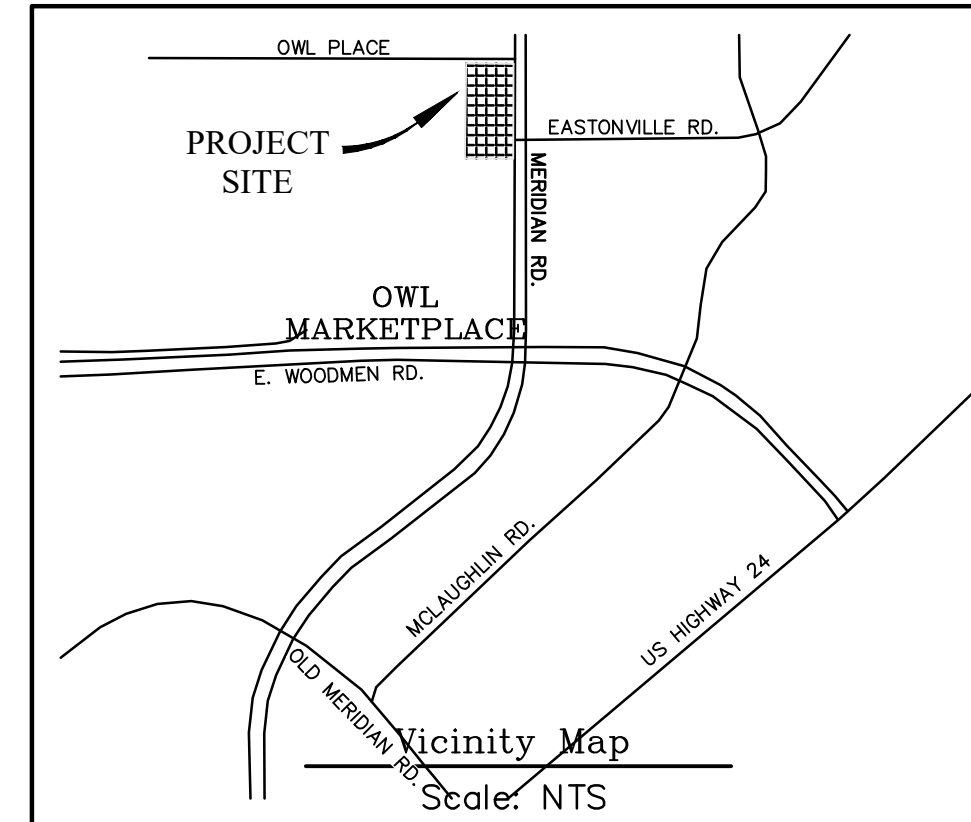 OWL PLACE
PROJECT
SITE
EASTONVILLE RD.
MERIDIAN RD.
OWL
MARKETPLACE
E. WOODMEN RD.
MCLAUGHLIN RD.
US HIGHWAY 24
OLD MERIDIAN RD.
Vicinity Map
Scale: NTS